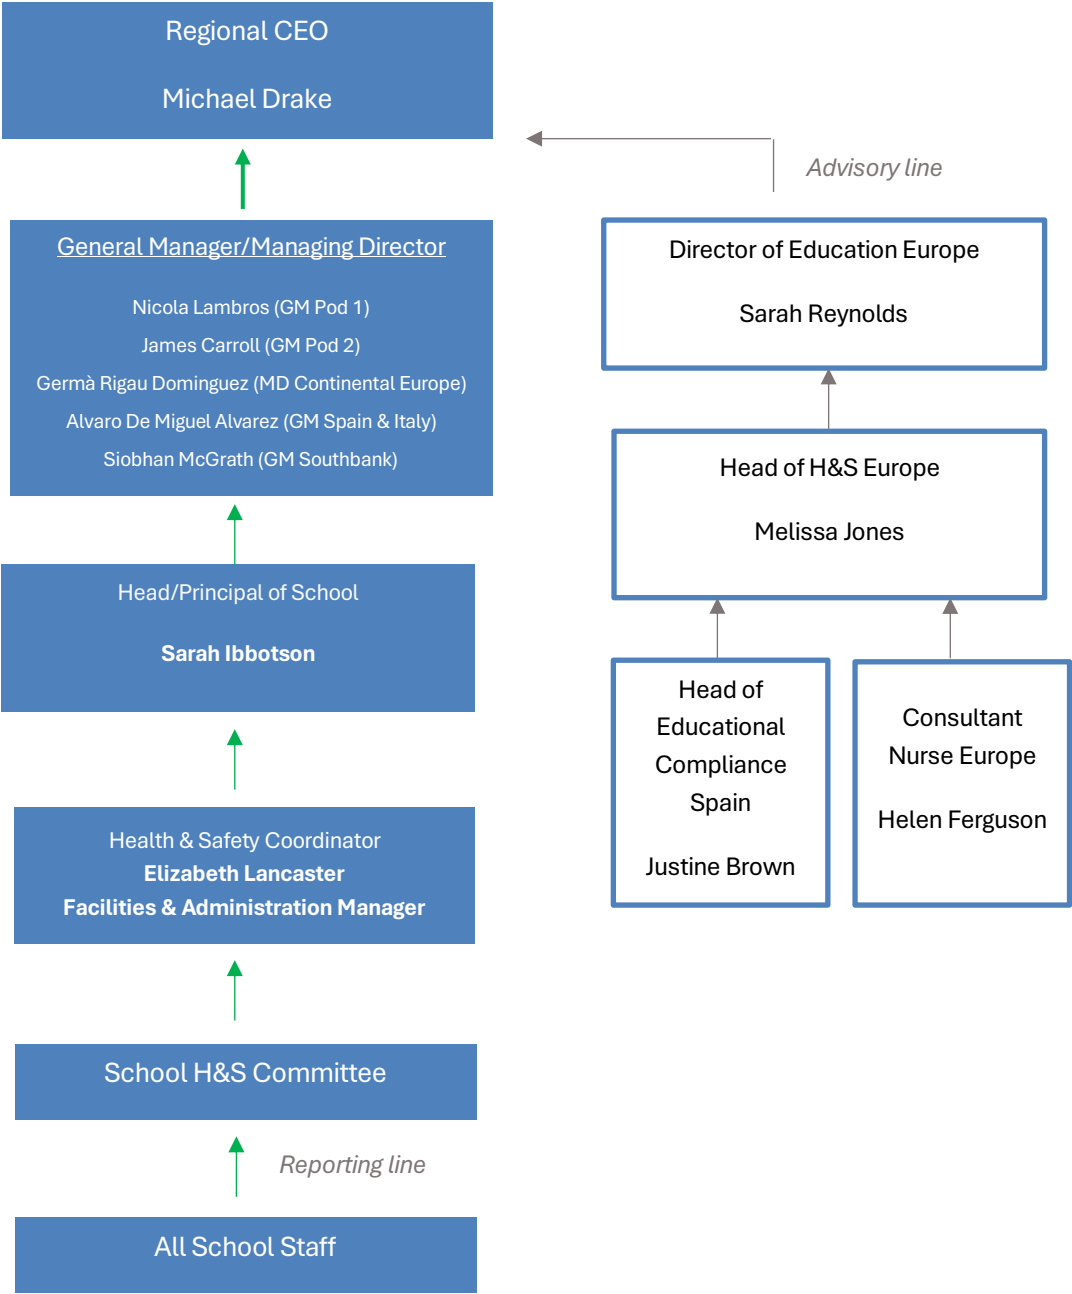 Regional CEO
Michael Drake
Advisory line
General Manager/Managing Director
Nicola Lambros (GM Pod 1)
James Carroll (GM Pod 2)
Germà Rigau Dominguez (MD Continental Europe)
Alvaro De Miguel Alvarez (GM Spain & Italy)
Siobhan McGrath (GM Southbank)
Director of Education Europe
Sarah Reynolds
Head of H&S Europe
Melissa Jones
Head/Principal of School
Sarah Ibbotson
Head of
Educational
Compliance
Spain
Justine Brown
Consultant
Nurse Europe
Helen Ferguson
Health & Safety Coordinator
Elizabeth Lancaster
Facilities & Administration Manager
School H&S Committee
Reporting line
All School Staff